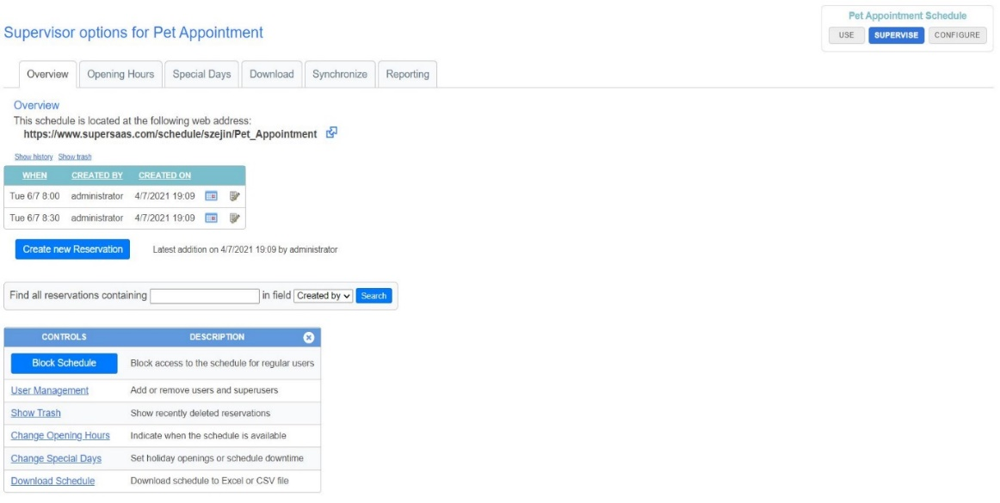 Pet Appointment Schedule
USE SUPERVISE CONFIGURE
Supervisor options for Pet Appointment
Overview Opening Hours Special Days Download Synchronize Reporting
Overview
This schedule is located at the following web address:
https://www.supersaas.com/schedule/szejin/Pet_Appointment
Show history Show trash
WHEN CREATED BY CREATED ON
Tue 6/7 8:00 administrator 4/7/2021 19:09
Tue 6/7 8:30 administrator 4/7/2021 19:09
Create new Reservation Latest addition on 4/7/2021 19:09 by administrator
Find all reservations containing in field Created by Search
CONTROLS DESCRIPTION
Block Schedule Block access to the schedule for regular users
User Management Add or remove users and superusers
Show Trash Show recently deleted reservations
Change Opening Hours Indicate when the schedule is available
Change Special Days Set holiday openings or schedule downtime
Download Schedule Download schedule to Excel or CSV file